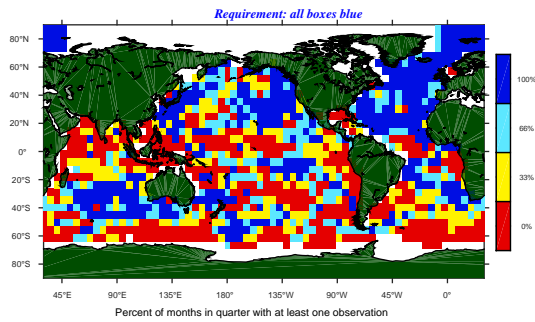 Requirement: all boxes blue
80°N
60°N
40°N
20°N
0°
20°S
40°S
60°S
80°S
100%
66%
33%
0%
45°E
90°E
135°E
180°
135°W
90°W
45°W
0°
Percent of months in quarter with at least one observation